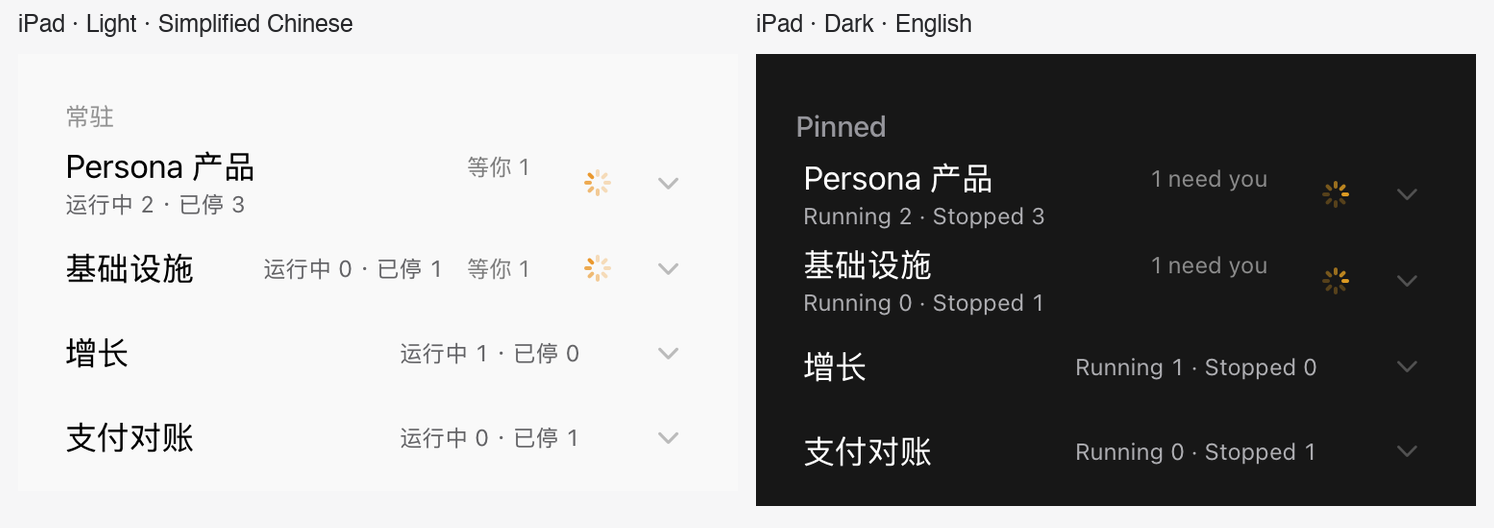 iPad · Light · Simplified Chinese
常驻
Persona 产品 等你 1
运行中 2 · 已停 3
基础设施 运行中 0 · 已停 1 等你 1
增长 运行中 1 · 已停 0
支付对账 运行中 0 · 已停 1
iPad · Dark · English
Pinned
Persona 产品 1 need you
Running 2 · Stopped 3
基础设施 1 need you
Running 0 · Stopped 1
增长 Running 1 · Stopped 0
支付对账 Running 0 · Stopped 1